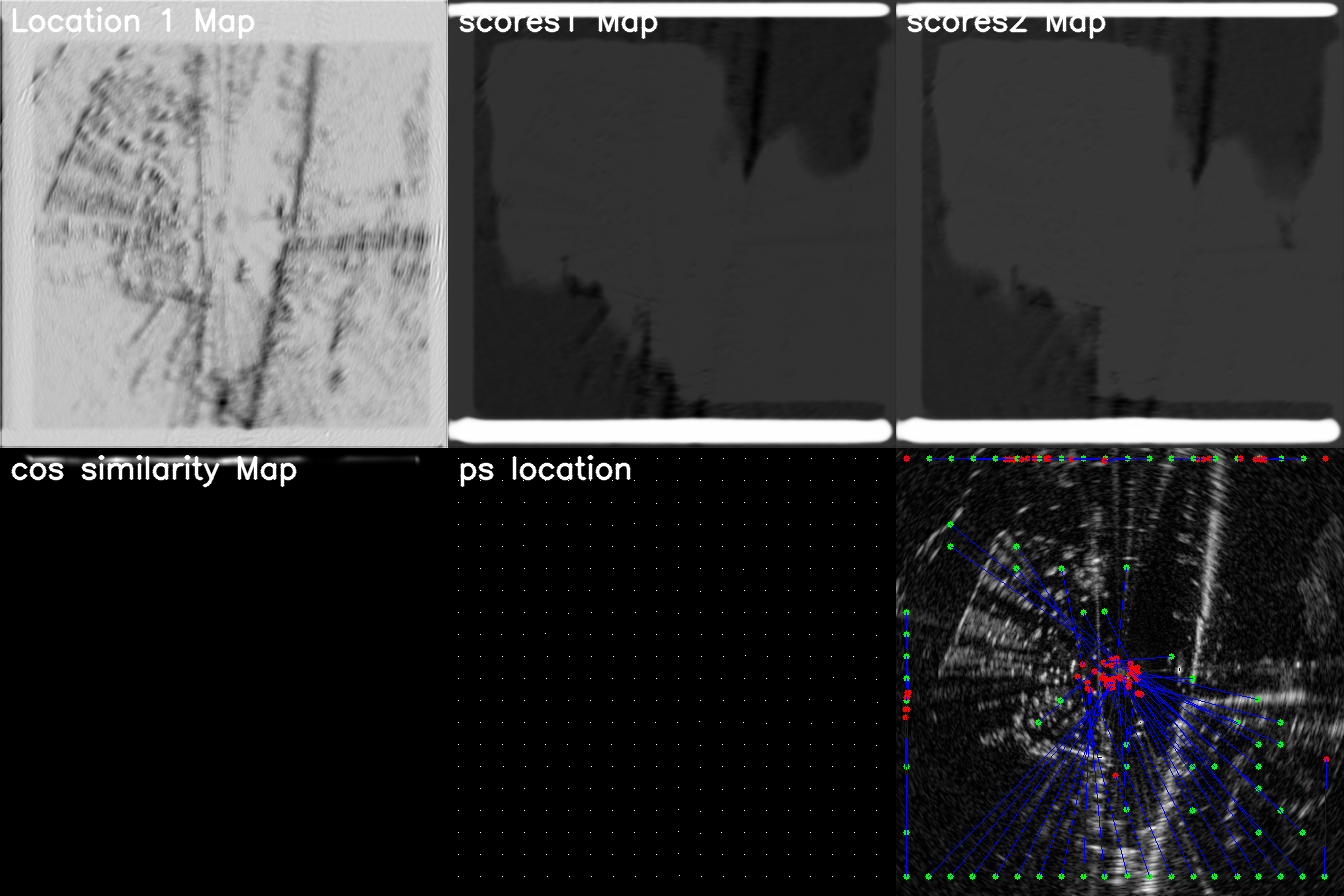 Location 1 Map
scores1 Map
scores2 Map
cos similarity Map
ps location